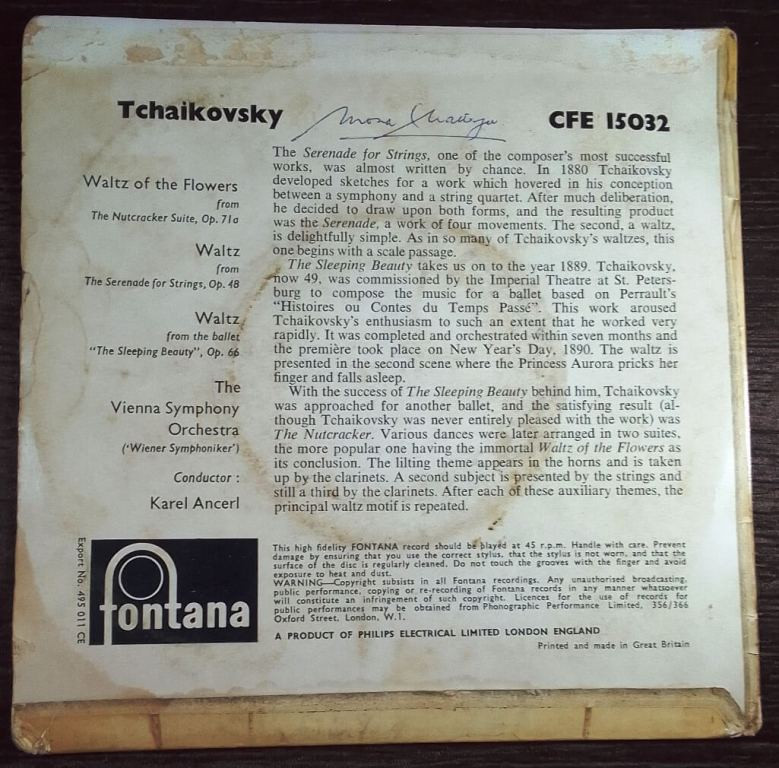 Tchaikovsky
Mona Chatterjee
CFE 15032
Waltz of the Flowers
from
The Nutcracker Suite, Op. 71a
Waltz
from
The Serenade for Strings, Op. 48
Waltz
from the ballet
"The Sleeping Beauty", Op. 66
The
Vienna Symphony
Orchestra
('Wiener Symphoniker')
Conductor :
Karel Ancerl
The Serenade for Strings, one of the composer's most successful
works, was almost written by chance. In 1880 Tchaikovsky
developed sketches for a work which hovered in his conception
between a symphony and a string quartet. After much deliberation,
he decided to draw upon both forms, and the resulting product
was the Serenade, a work of four movements. The second, a waltz,
is delightfully simple. As in so many of Tchaikovsky's waltzes, this
one begins with a scale passage.
The Sleeping Beauty takes us on to the year 1889. Tchaikovsky,
now 49, was commissioned by the Imperial Theatre at St. Peters-
burg to compose the music for a ballet based on Perrault's
"Histoires ou Contes du Temps Passé". This work aroused
Tchaikovsky's enthusiasm to such an extent that he worked very
rapidly. It was completed and orchestrated within seven months and
the première took place on New Year's Day, 1890. The waltz is
presented in the second scene where the Princess Aurora pricks her
finger and falls asleep.
With the success of The Sleeping Beauty behind him, Tchaikovsky
was approached for another ballet, and the satisfying result (al-
though Tchaikovsky was never entirely pleased with the work) was
The Nutcracker. Various dances were later arranged in two suites,
the more popular one having the immortal Waltz of the Flowers as
its conclusion. The lilting theme appears in the horns and is taken
up by the clarinets. A second subject is presented by the strings and
still a third by the clarinets. After each of these auxiliary themes, the
principal waltz motif is repeated.
Export No. 495 011 CE
fontana
This high fidelity FONTANA record should be played at 45 r.p.m. Handle with care. Prevent
damage by ensuring that you use the correct stylus, that the stylus is not worn, and that the
surface of the disc is regularly cleaned. Do not touch the grooves with the finger and avoid
exposure to heat and dust.
WARNING—Copyright subsists in all Fontana recordings. Any unauthorised broadcasting,
public performance, copying or re-recording of Fontana records in any manner whatsoever
will constitute an infringement of such copyright. Licences for the use of records for
public performances may be obtained from Phonographic Performance Limited, 356/366
Oxford Street, London, W.1.
A PRODUCT OF PHILIPS ELECTRICAL LIMITED LONDON ENGLAND
Printed and made in Great Britain